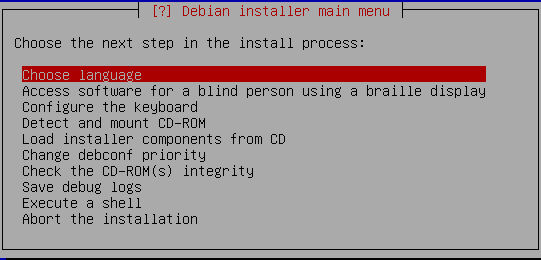 [?] Debian installer main menu
Choose the next step in the install process:
Choose language
Access software for a blind person using a braille display
Configure the keyboard
Detect and mount CD-ROM
Load installer components from CD
Change debconf priority
Check the CD-ROM(s) integrity
Save debug logs
Execute a shell
Abort the installation